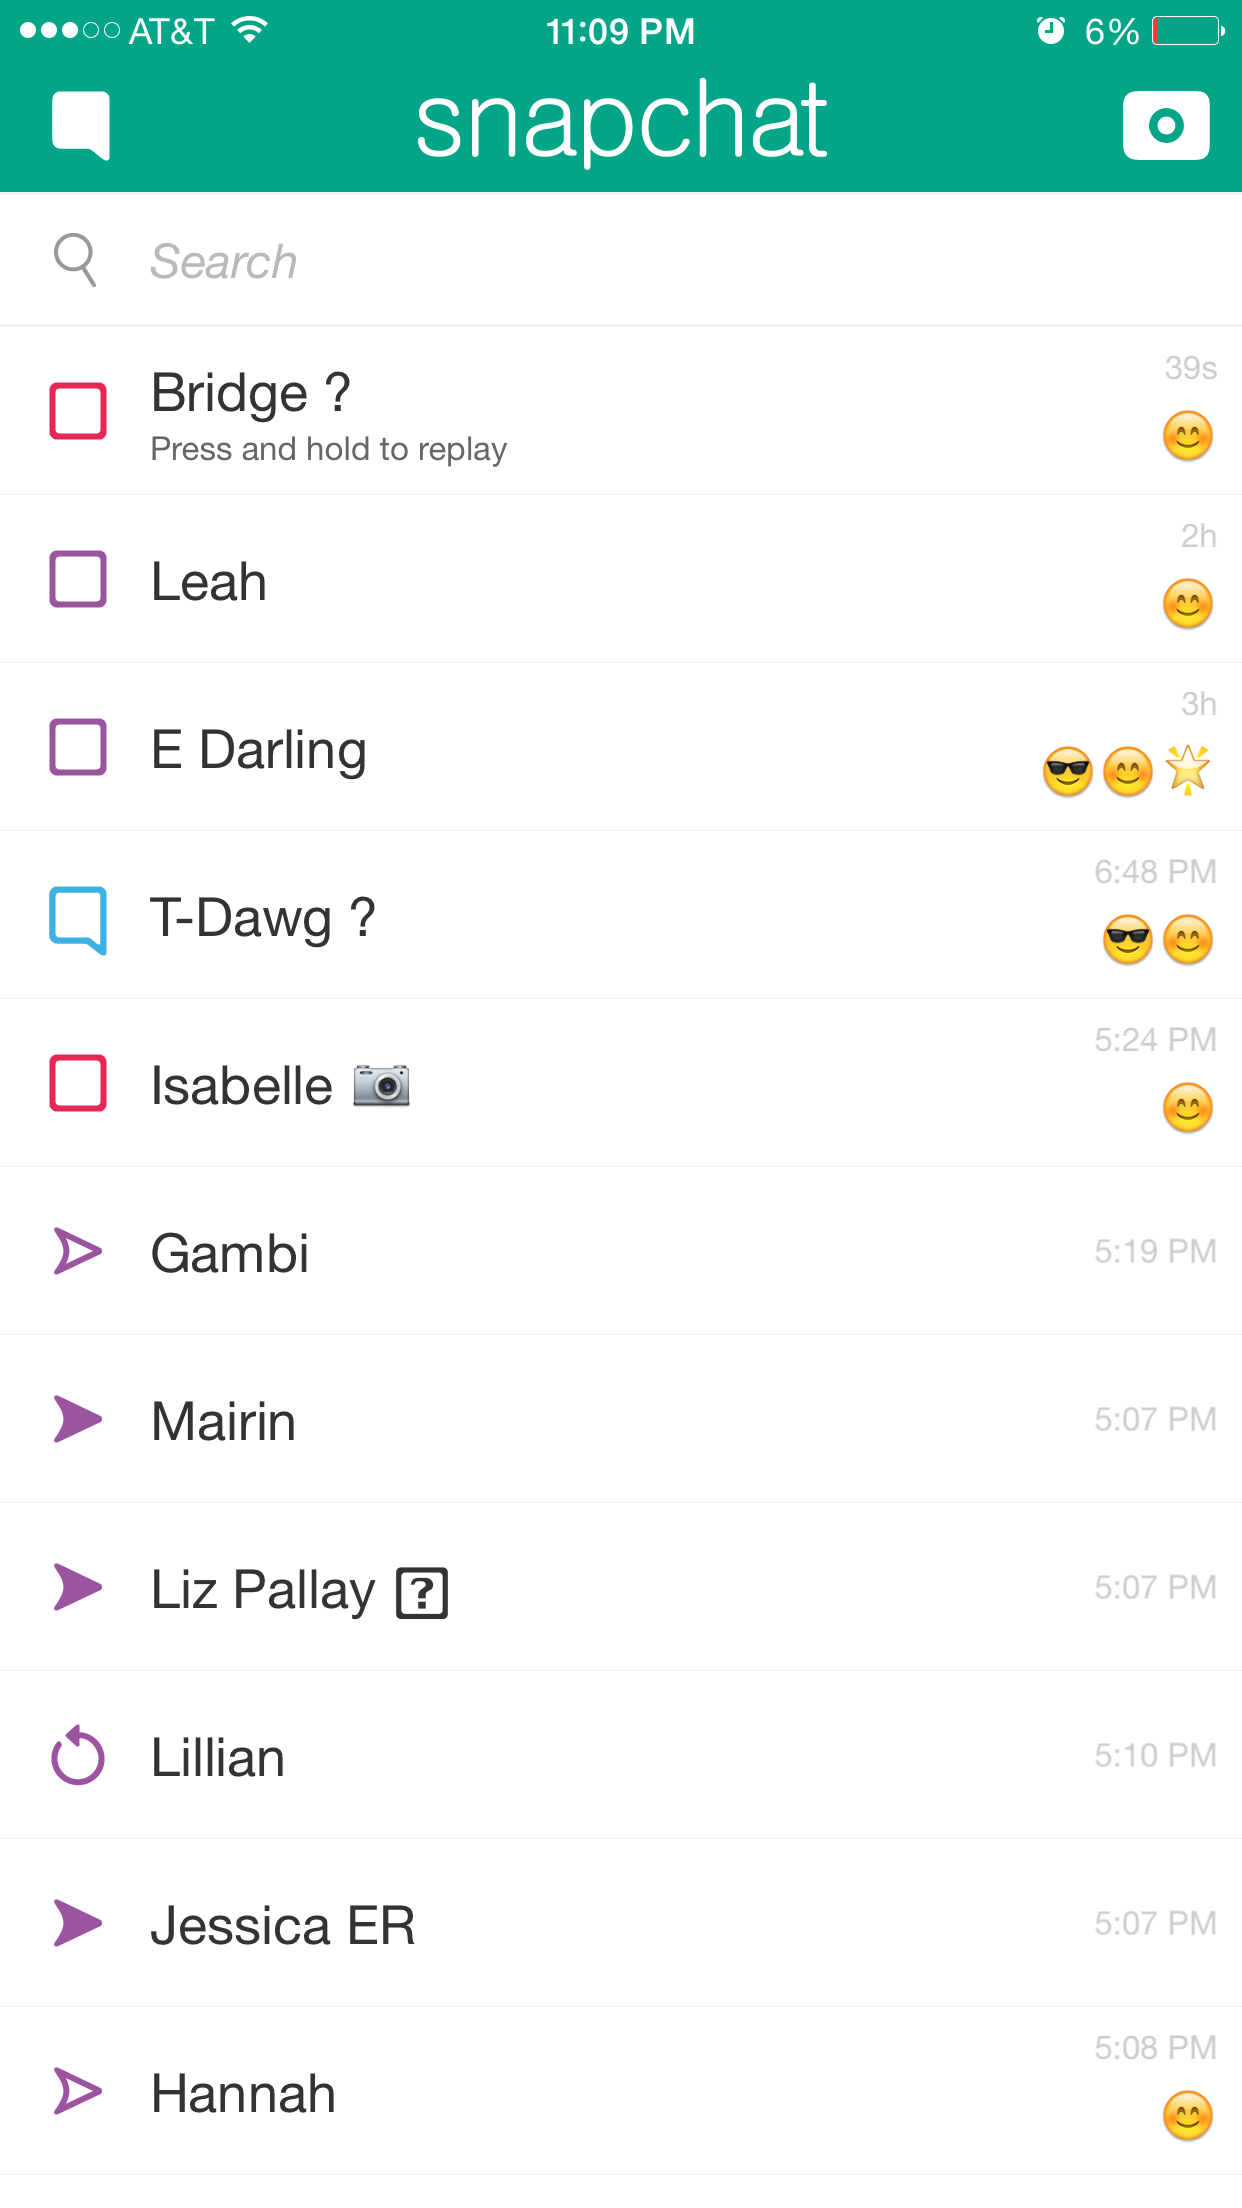 AT&T 11:09 PM 6%
snapchat
Search
Bridge ? 39s
Press and hold to replay
Leah 2h
E Darling 3h
T-Dawg ? 6:48 PM
Isabelle 5:24 PM
Gambi 5:19 PM
Mairin 5:07 PM
Liz Pallay ? 5:07 PM
Lillian 5:10 PM
Jessica ER 5:07 PM
Hannah 5:08 PM